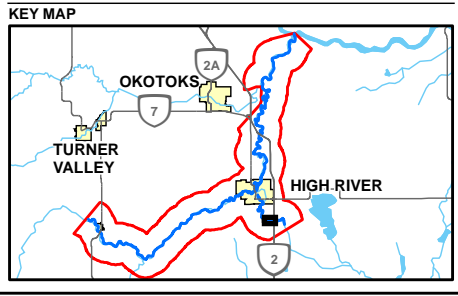 KEY MAP
2A
OKOTOKS
7
TURNER
VALLEY
HIGH RIVER
2